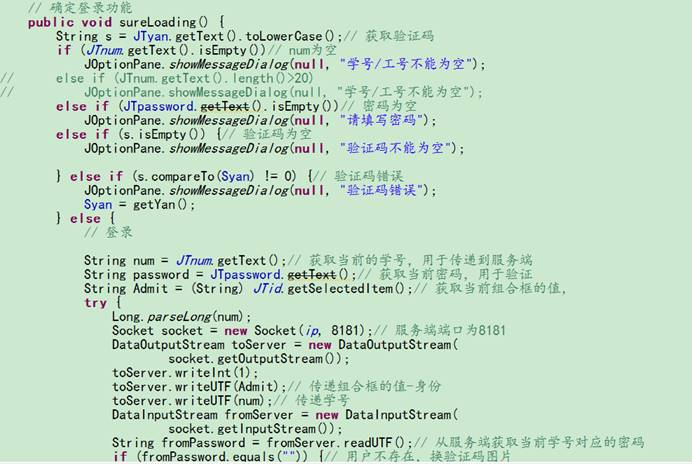 // 确定登录功能
public void sureLoading() {
String s = JTyan.getText().toLowerCase();// 获取验证码
if (JTnum.getText().isEmpty())// num为空
JOptionPane.showMessageDialog(null, "学号/工号不能为空");
// else if (JTnum.getText().length()>20)
// JOptionPane.showMessageDialog(null, "学号/工号不能为空");
else if (JTpassword.getText().isEmpty())// 密码为空
JOptionPane.showMessageDialog(null, "请填写密码");
else if (s.isEmpty()) {// 验证码为空
JOptionPane.showMessageDialog(null, "验证码不能为空");
} else if (s.compareTo(Syan) != 0) {// 验证码错误
JOptionPane.showMessageDialog(null, "验证码错误");
Syan = getYan();
} else {
// 登录
String num = JTnum.getText();// 获取当前的学号，用于传递到服务端
String password = JTpassword.getText();// 获取当前密码，用于验证
String Admit = (String) JTid.getSelectedItem();// 获取当前组合框的值，
try {
Long.parseLong(num);
Socket socket = new Socket(ip, 8181);// 服务端端口为8181
DataOutputStream toServer = new DataOutputStream(
socket.getOutputStream());
toServer.writeInt(1);
toServer.writeUTF(Admit);// 传递组合框的值-身份
toServer.writeUTF(num);// 传递学号
DataInputStream fromServer = new DataInputStream(
socket.getInputStream());
String fromPassword = fromServer.readUTF();// 从服务端获取当前学号对应的密码
if (fromPassword.equals("")) {// 用户不存在，换验证码图片